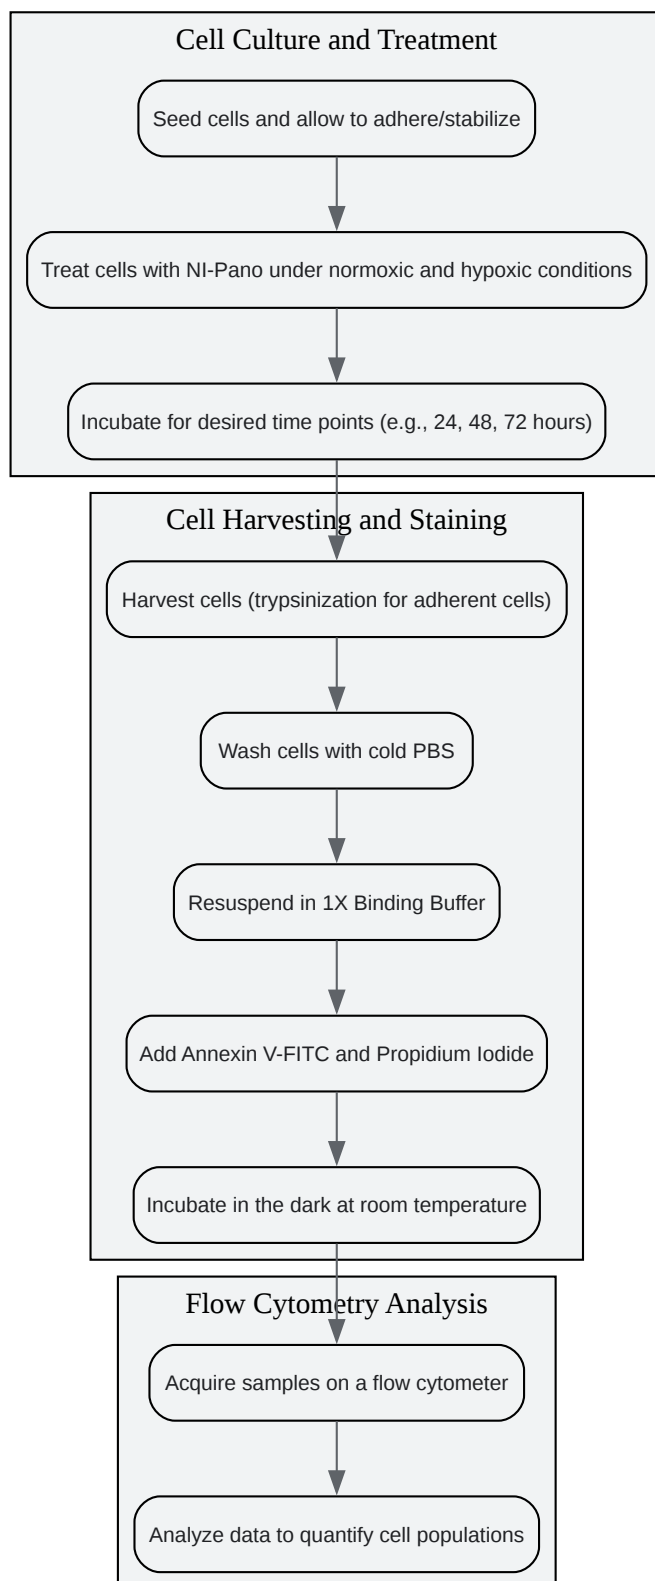 Cell Culture and Treatment
Seed cells and allow to adhere/stabilize
Treat cells with NI-Pano under normoxic and hypoxic conditions
Incubate for desired time points (e.g., 24, 48, 72 hours)
Cell Harvesting and Staining
Harvest cells (trypsinization for adherent cells)
Wash cells with cold PBS
Resuspend in 1X Binding Buffer
Add Annexin V-FITC and Propidium Iodide
Incubate in the dark at room temperature
Flow Cytometry Analysis
Acquire samples on a flow cytometer
Analyze data to quantify cell populations